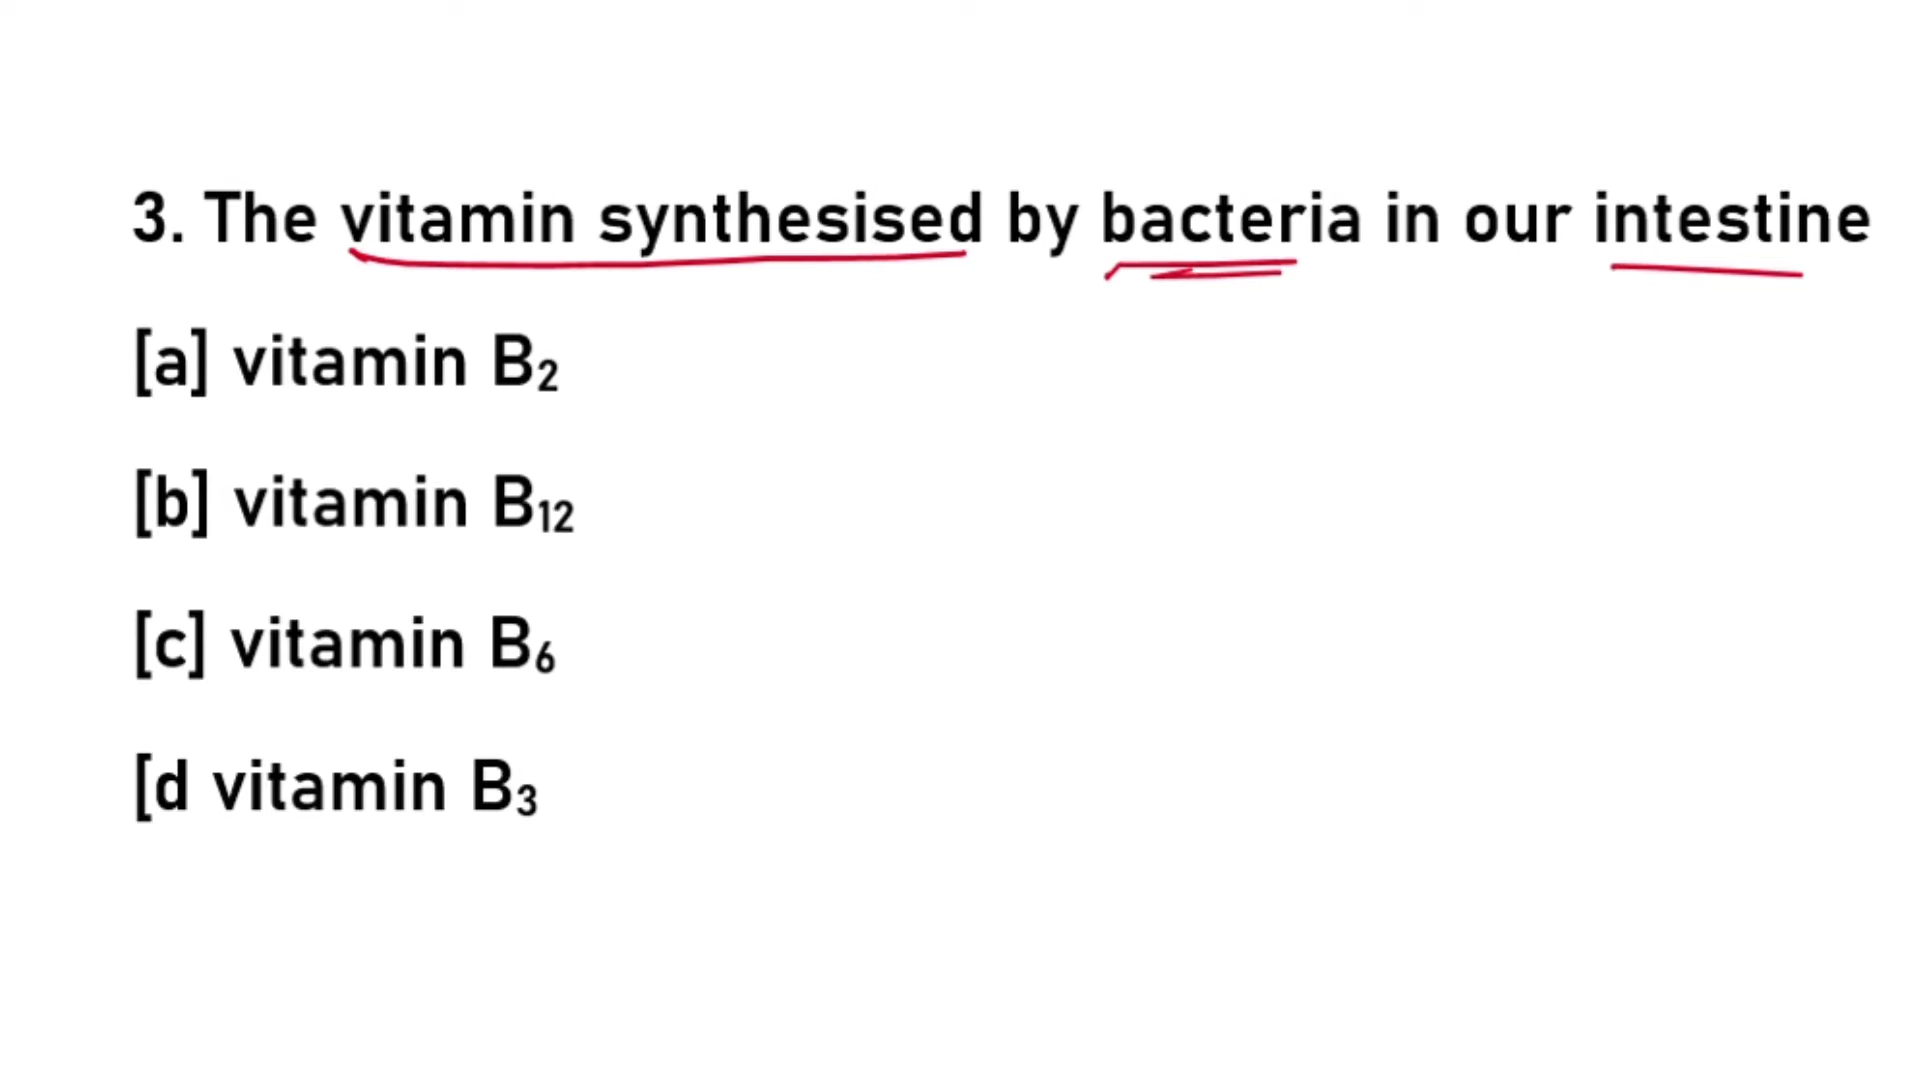 3. The vitamin synthesised by bacteria in our intestine
[a] vitamin B₂
[b] vitamin B₁₂
[c] vitamin B₆
[d vitamin B₃